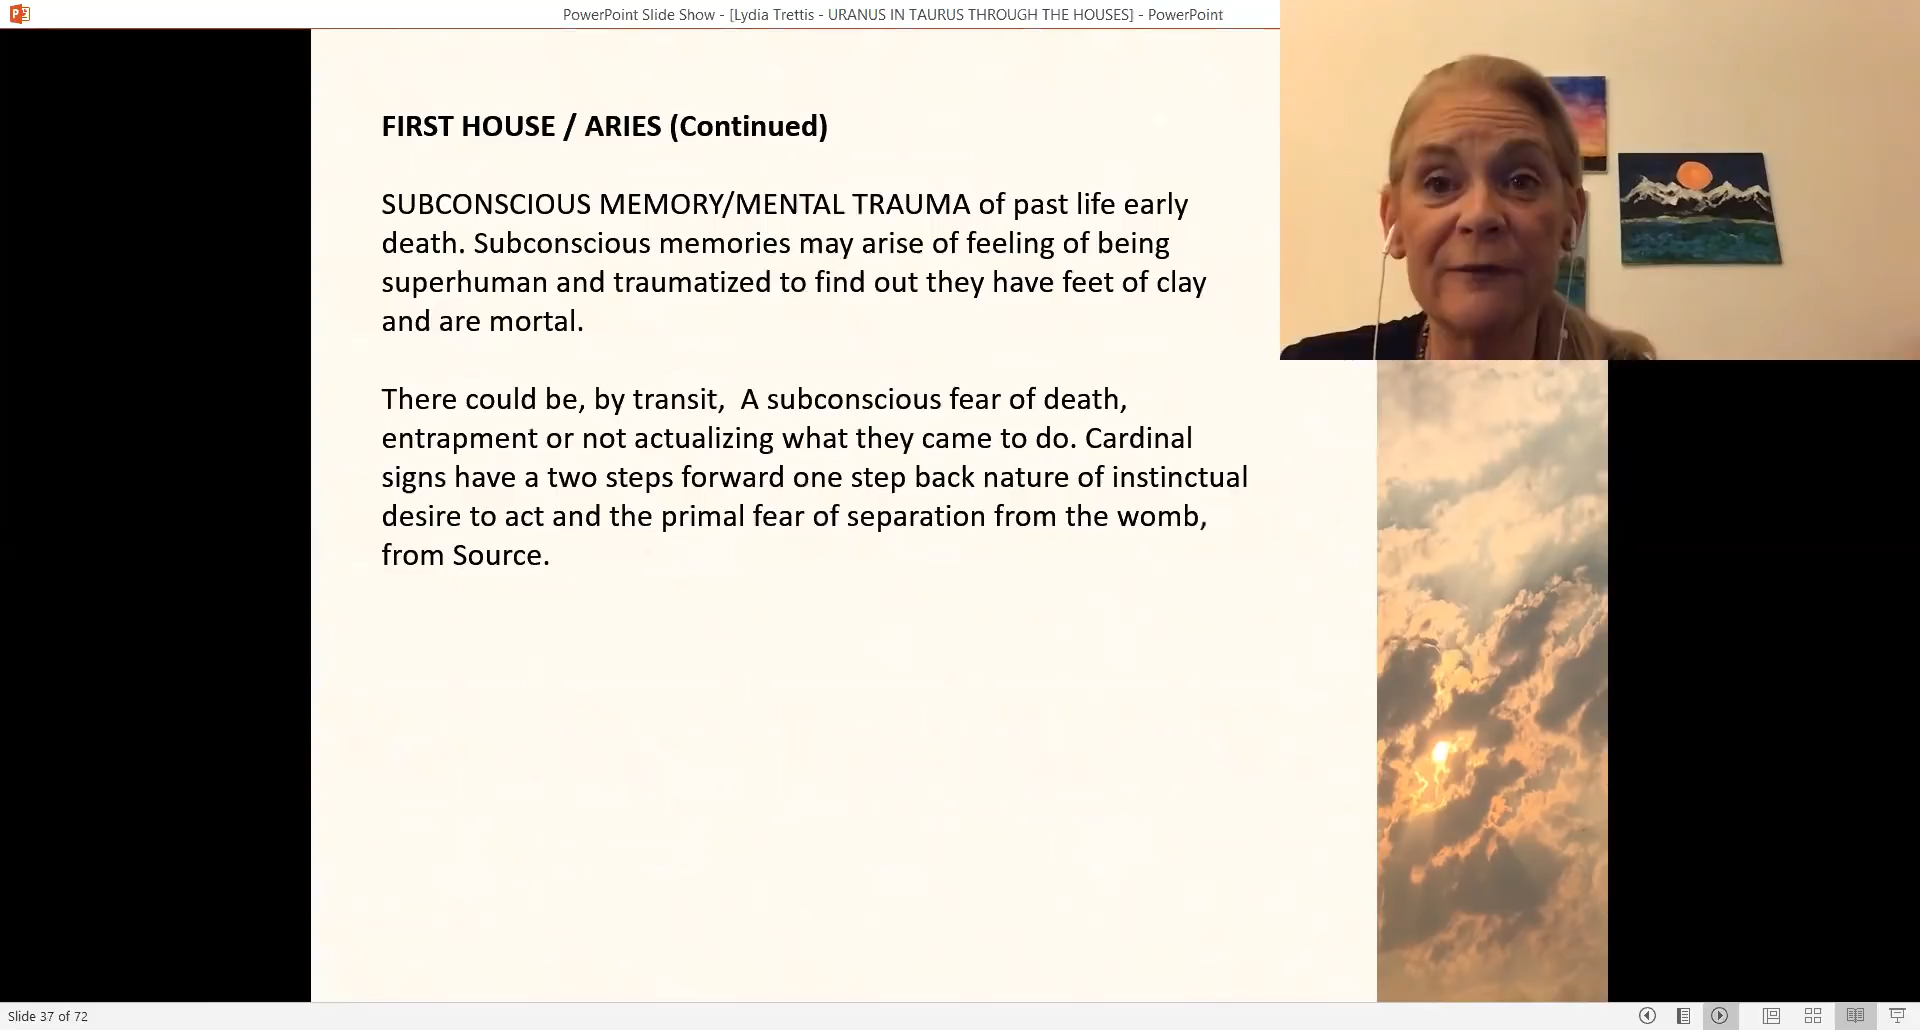 PowerPoint Slide Show - [Lydia Trettis - URANUS IN TAURUS THROUGH THE HOUSES] - PowerPoint
FIRST HOUSE / ARIES (Continued)
SUBCONSCIOUS MEMORY/MENTAL TRAUMA of past life early
death. Subconscious memories may arise of feeling of being
superhuman and traumatized to find out they have feet of clay
and are mortal.
There could be, by transit,  A subconscious fear of death,
entrapment or not actualizing what they came to do. Cardinal
signs have a two steps forward one step back nature of instinctual
desire to act and the primal fear of separation from the womb,
from Source.
Slide 37 of 72